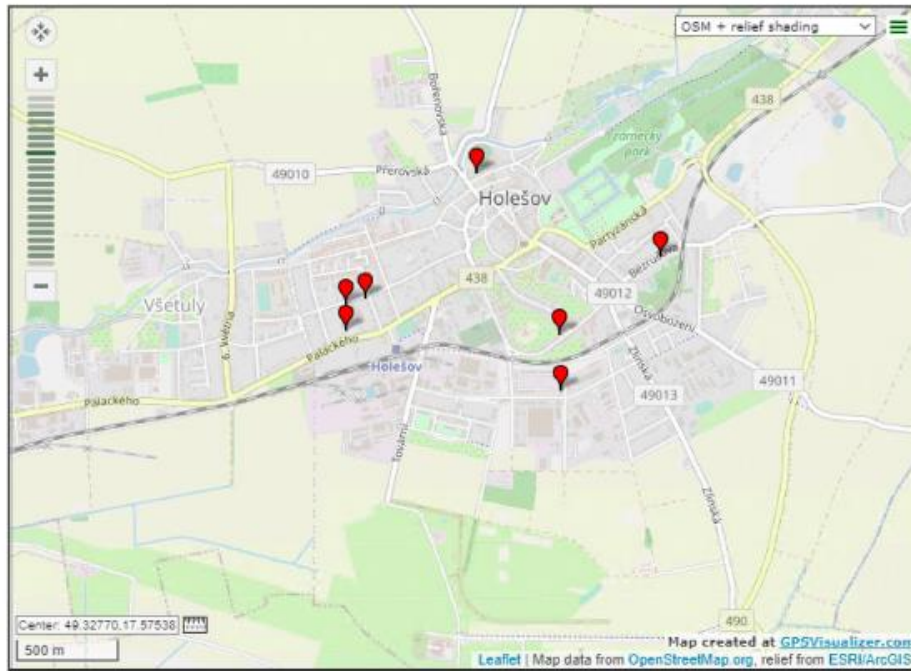 OSM + relief shading
438
Bořenovská
zámecký
park
49010
Přerovská
Holešov
Partyzánská
Bezručova
438
49012
Všetuly
6. května
Osvobození
Palackého
Holešov
Zlínská
49011
49013
Palackého
Tovární
Zlínská
490
Center: 49.32770,17.57538
500 m
Map created at GPSVisualizer.com
Leaflet | Map data from OpenStreetMap.org, relief from ESRI/ArcGIS